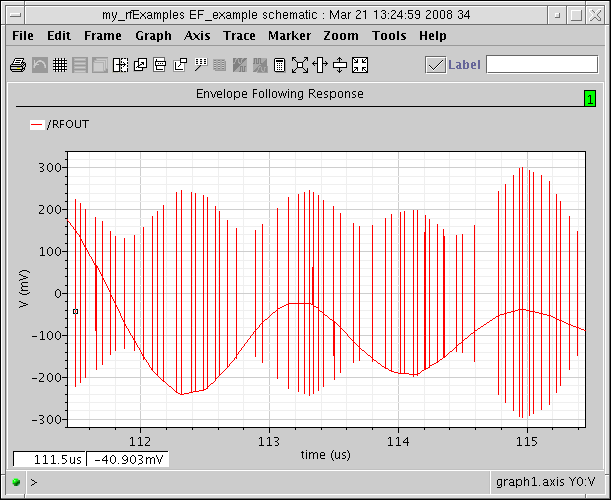 my_rfExamples EF_example schematic : Mar 21 13:24:59 2008 34
File Edit Frame Graph Axis Trace Marker Zoom Tools Help
Label
Envelope Following Response
1
/RFOUT
300
200
100
0
-100
-200
-300
V (mV)
112 113 114 115
time (us)
111.5us -40.903mV
> graph1.axis Y0:V